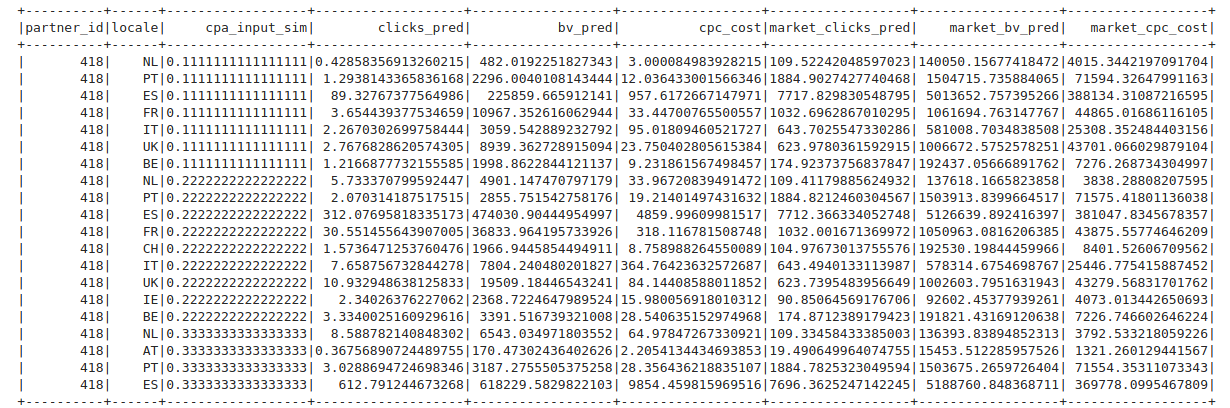 +----------+------+------------------+-------------------+------------------+------------------+------------------+------------------+------------------+
|partner_id|locale|     cpa_input_sim|        clicks_pred|           bv_pred|          cpc_cost|market_clicks_pred|    market_bv_pred|   market_cpc_cost|
+----------+------+------------------+-------------------+------------------+------------------+------------------+------------------+------------------+
|       418|    NL|0.1111111111111111|0.42858356913260215| 482.0192251827343| 3.000084983928215|109.52242048597023|140050.15677418472|4015.3442197091704|
|       418|    PT|0.1111111111111111| 1.2938143365836168|2296.0040108143444|12.036433001566346|1884.9027427740468| 1504715.735884065| 71594.32647991163|
|       418|    ES|0.1111111111111111|  89.32767377564986|  225859.665912141| 957.6172667147971| 7717.829830548795| 5013652.757395266|388134.31087216595|
|       418|    FR|0.1111111111111111|  3.654439377534659|10967.352616062944| 33.44700765500557|1032.6962867010295| 1061694.763147767| 44865.01686116105|
|       418|    IT|0.1111111111111111| 2.2670302699758444| 3059.542889232792| 95.01809460521727| 643.7025547330286| 581008.7034838508|25308.352484403156|
|       418|    UK|0.1111111111111111| 2.7676828620574305| 8939.362728915094|23.750402805615384| 623.9780361592915|1006672.5752578251|43701.066029879104|
|       418|    BE|0.1111111111111111| 1.2166877732155585|1998.8622844121137| 9.231861567498457|174.92373756837847|192437.05666891762| 7276.268734304997|
|       418|    NL|0.2222222222222222|  5.733370799592447| 4901.147470797179| 33.96720839491472|109.41179885624932| 137618.1665823858|  3838.28808207595|
|       418|    PT|0.2222222222222222|  2.070314187517515| 2855.751542758176| 19.21401497431632|1884.8212460304567|1503913.8399664517| 71575.41801136038|
|       418|    ES|0.2222222222222222| 312.07695818335173| 474030.90444954997|  4859.99609981517| 7712.366334052748| 5126639.892416397| 381047.8345678357|
|       418|    FR|0.2222222222222222| 30.551455643907005|36833.964195733926|  318.116781508748| 1032.001671369972|1050963.0816206385| 43875.55774646209|
|       418|    CH|0.2222222222222222| 1.5736471253760476|1966.9445854494911| 8.758988264550089|104.97673013755576| 192530.19844459966|  8401.52606709562|
|       418|    IT|0.2222222222222222|  7.658756732844278| 7804.240480201827|364.76423632572687| 643.4940133113987| 578314.6754698767|25446.775415887452|
|       418|    UK|0.2222222222222222| 10.932948638125833| 19509.18446543241| 84.14408588011852| 623.7395483956649|1002603.7951631943| 43279.56831701762|
|       418|    IE|0.2222222222222222|   2.34026376227062|2368.7224647989524|15.980056918010312| 90.85064569176706| 92602.45377939261| 4073.013442650693|
|       418|    BE|0.2222222222222222| 3.3340025160929616| 3391.516739321008|28.540635152974968| 174.8712389179423|191821.43169120638| 7226.746602646224|
|       418|    NL|0.3333333333333333|  8.588782140848302| 6543.034971803552| 64.97847267330921|109.33458433385003| 136393.83894852313| 3792.533218059226|
|       418|    AT|0.3333333333333333|0.36756890724489755|170.47302436402626|2.2054134434693853|19.490649964074755|15453.512285957526| 1321.260129441567|
|       418|    PT|0.3333333333333333| 3.0288694724698346|3187.2755505375258|28.356436218835107|1884.7825323049594|1503675.2659726404| 71554.35311073343|
|       418|    ES|0.3333333333333333|  612.791244673268| 618229.5829822103| 9854.459815969516|7696.3625247142245| 5188760.848368711| 369778.0995467809|
+----------+------+------------------+-------------------+------------------+------------------+------------------+------------------+------------------+